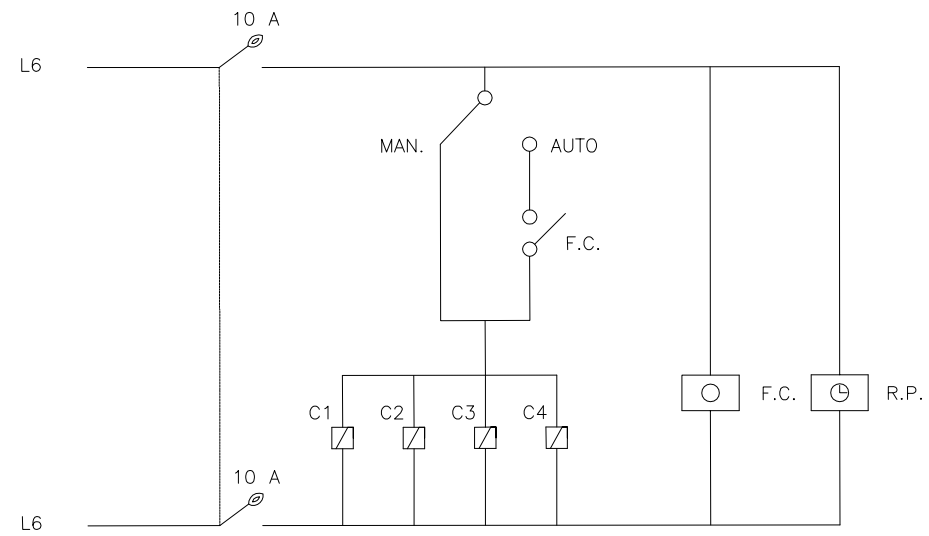 10 A
L6
MAN.
AUTO
F.C.
C1
C2
C3
C4
F.C.
R.P.
10 A
L6